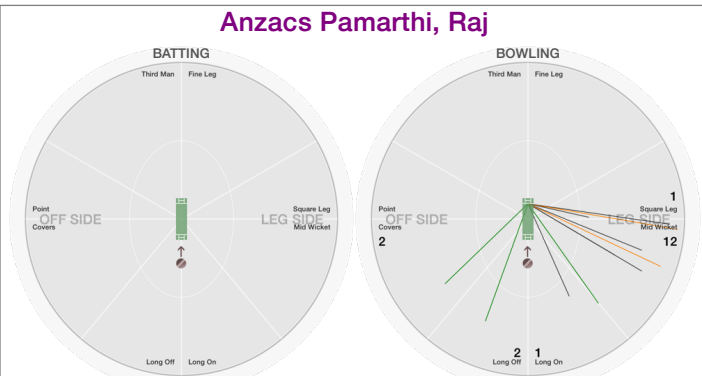 Anzacs Pamarthi, Raj
BATTING
Third Man Fine Leg
Point
OFF SIDE
Covers
Square Leg
LEG SIDE
Mid Wicket
Long Off Long On
BOWLING
Third Man Fine Leg
Point
OFF SIDE
Covers
2
1
Square Leg
LEG SIDE
Mid Wicket
12
2 1
Long Off Long On